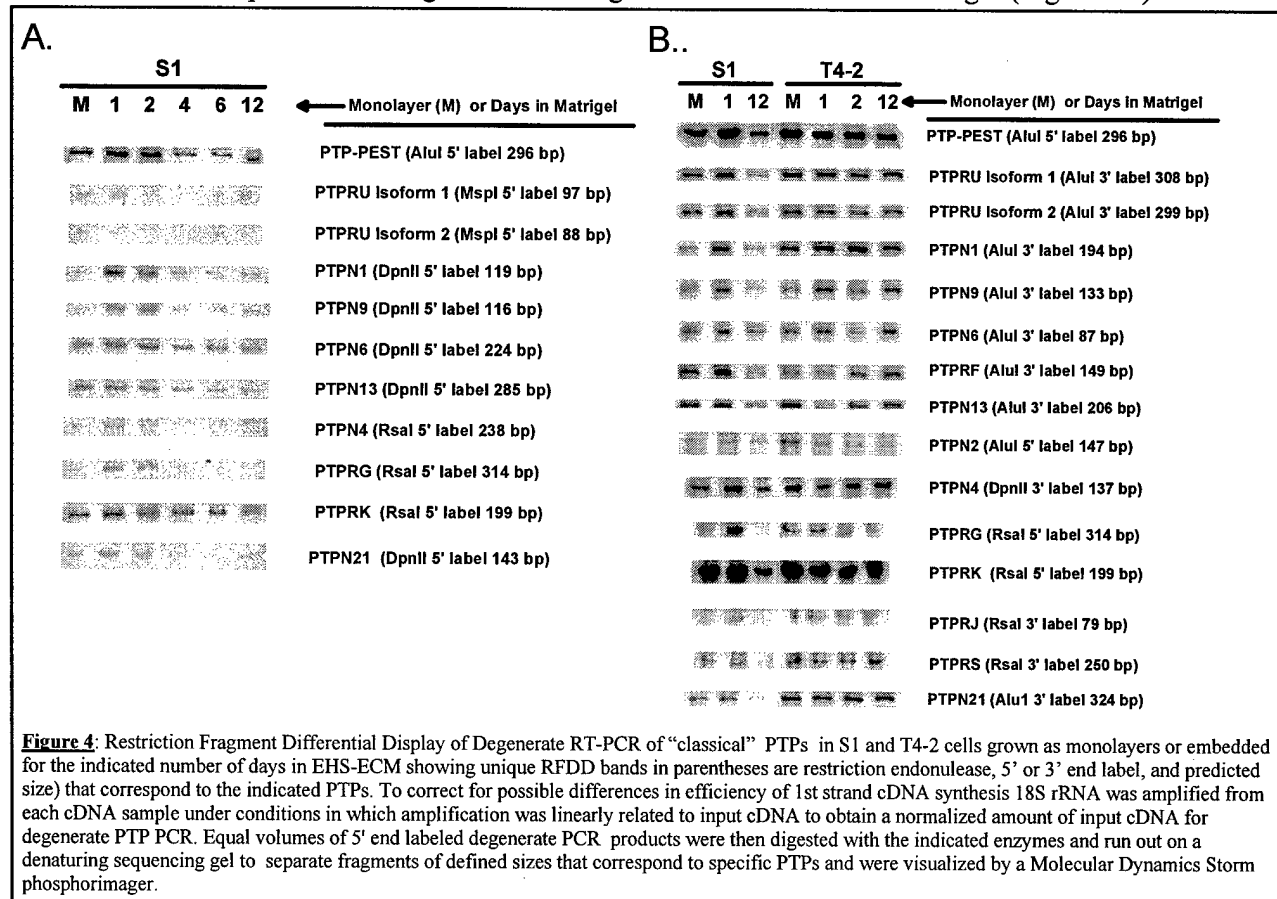 A.
S1
M 1 2 4 6 12 Monolayer (M) or Days in Matrigel
PTP-PEST (AluI 5' label 296 bp)
PTPRU Isoform 1 (MspI 5' label 97 bp)
PTPRU Isoform 2 (MspI 5' label 88 bp)
PTPN1 (DpnII 5' label 119 bp)
PTPN9 (DpnII 5' label 116 bp)
PTPN6 (DpnII 5' label 224 bp)
PTPN13 (DpnII 5' label 285 bp)
PTPN4 (RsaI 5' label 238 bp)
PTPRG (RsaI 5' label 314 bp)
PTPRK (RsaI 5' label 199 bp)
PTPN21 (DpnII 5' label 143 bp)
B..
S1 T4-2
M 1 12 M 1 2 12 Monolayer (M) or Days in Matrigel
PTP-PEST (AluI 5' label 296 bp)
PTPRU Isoform 1 (AluI 3' label 308 bp)
PTPRU Isoform 2 (AluI 3' label 299 bp)
PTPN1 (AluI 3' label 194 bp)
PTPN9 (AluI 3' label 133 bp)
PTPN6 (AluI 3' label 87 bp)
PTPRF (AluI 3' label 149 bp)
PTPN13 (AluI 3' label 206 bp)
PTPN2 (AluI 5' label 147 bp)
PTPN4 (DpnII 3' label 137 bp)
PTPRG (RsaI 5' label 314 bp)
PTPRK (RsaI 5' label 199 bp)
PTPRJ (RsaI 3' label 79 bp)
PTPRS (RsaI 3' label 250 bp)
PTPN21 (Alu1 3' label 324 bp)
Figure 4: Restriction Fragment Differential Display of Degenerate RT-PCR of "classical" PTPs in S1 and T4-2 cells grown as monolayers or embedded
for the indicated number of days in EHS-ECM showing unique RFDD bands in parentheses are restriction endonulease, 5' or 3' end label, and predicted
size) that correspond to the indicated PTPs. To correct for possible differences in efficiency of 1st strand cDNA synthesis 18S rRNA was amplified from
each cDNA sample under conditions in which amplification was linearly related to input cDNA to obtain a normalized amount of input cDNA for
degenerate PTP PCR. Equal volumes of 5' end labeled degenerate PCR products were then digested with the indicated enzymes and run out on a
denaturing sequencing gel to separate fragments of defined sizes that correspond to specific PTPs and were visualized by a Molecular Dynamics Storm
phosphorimager.